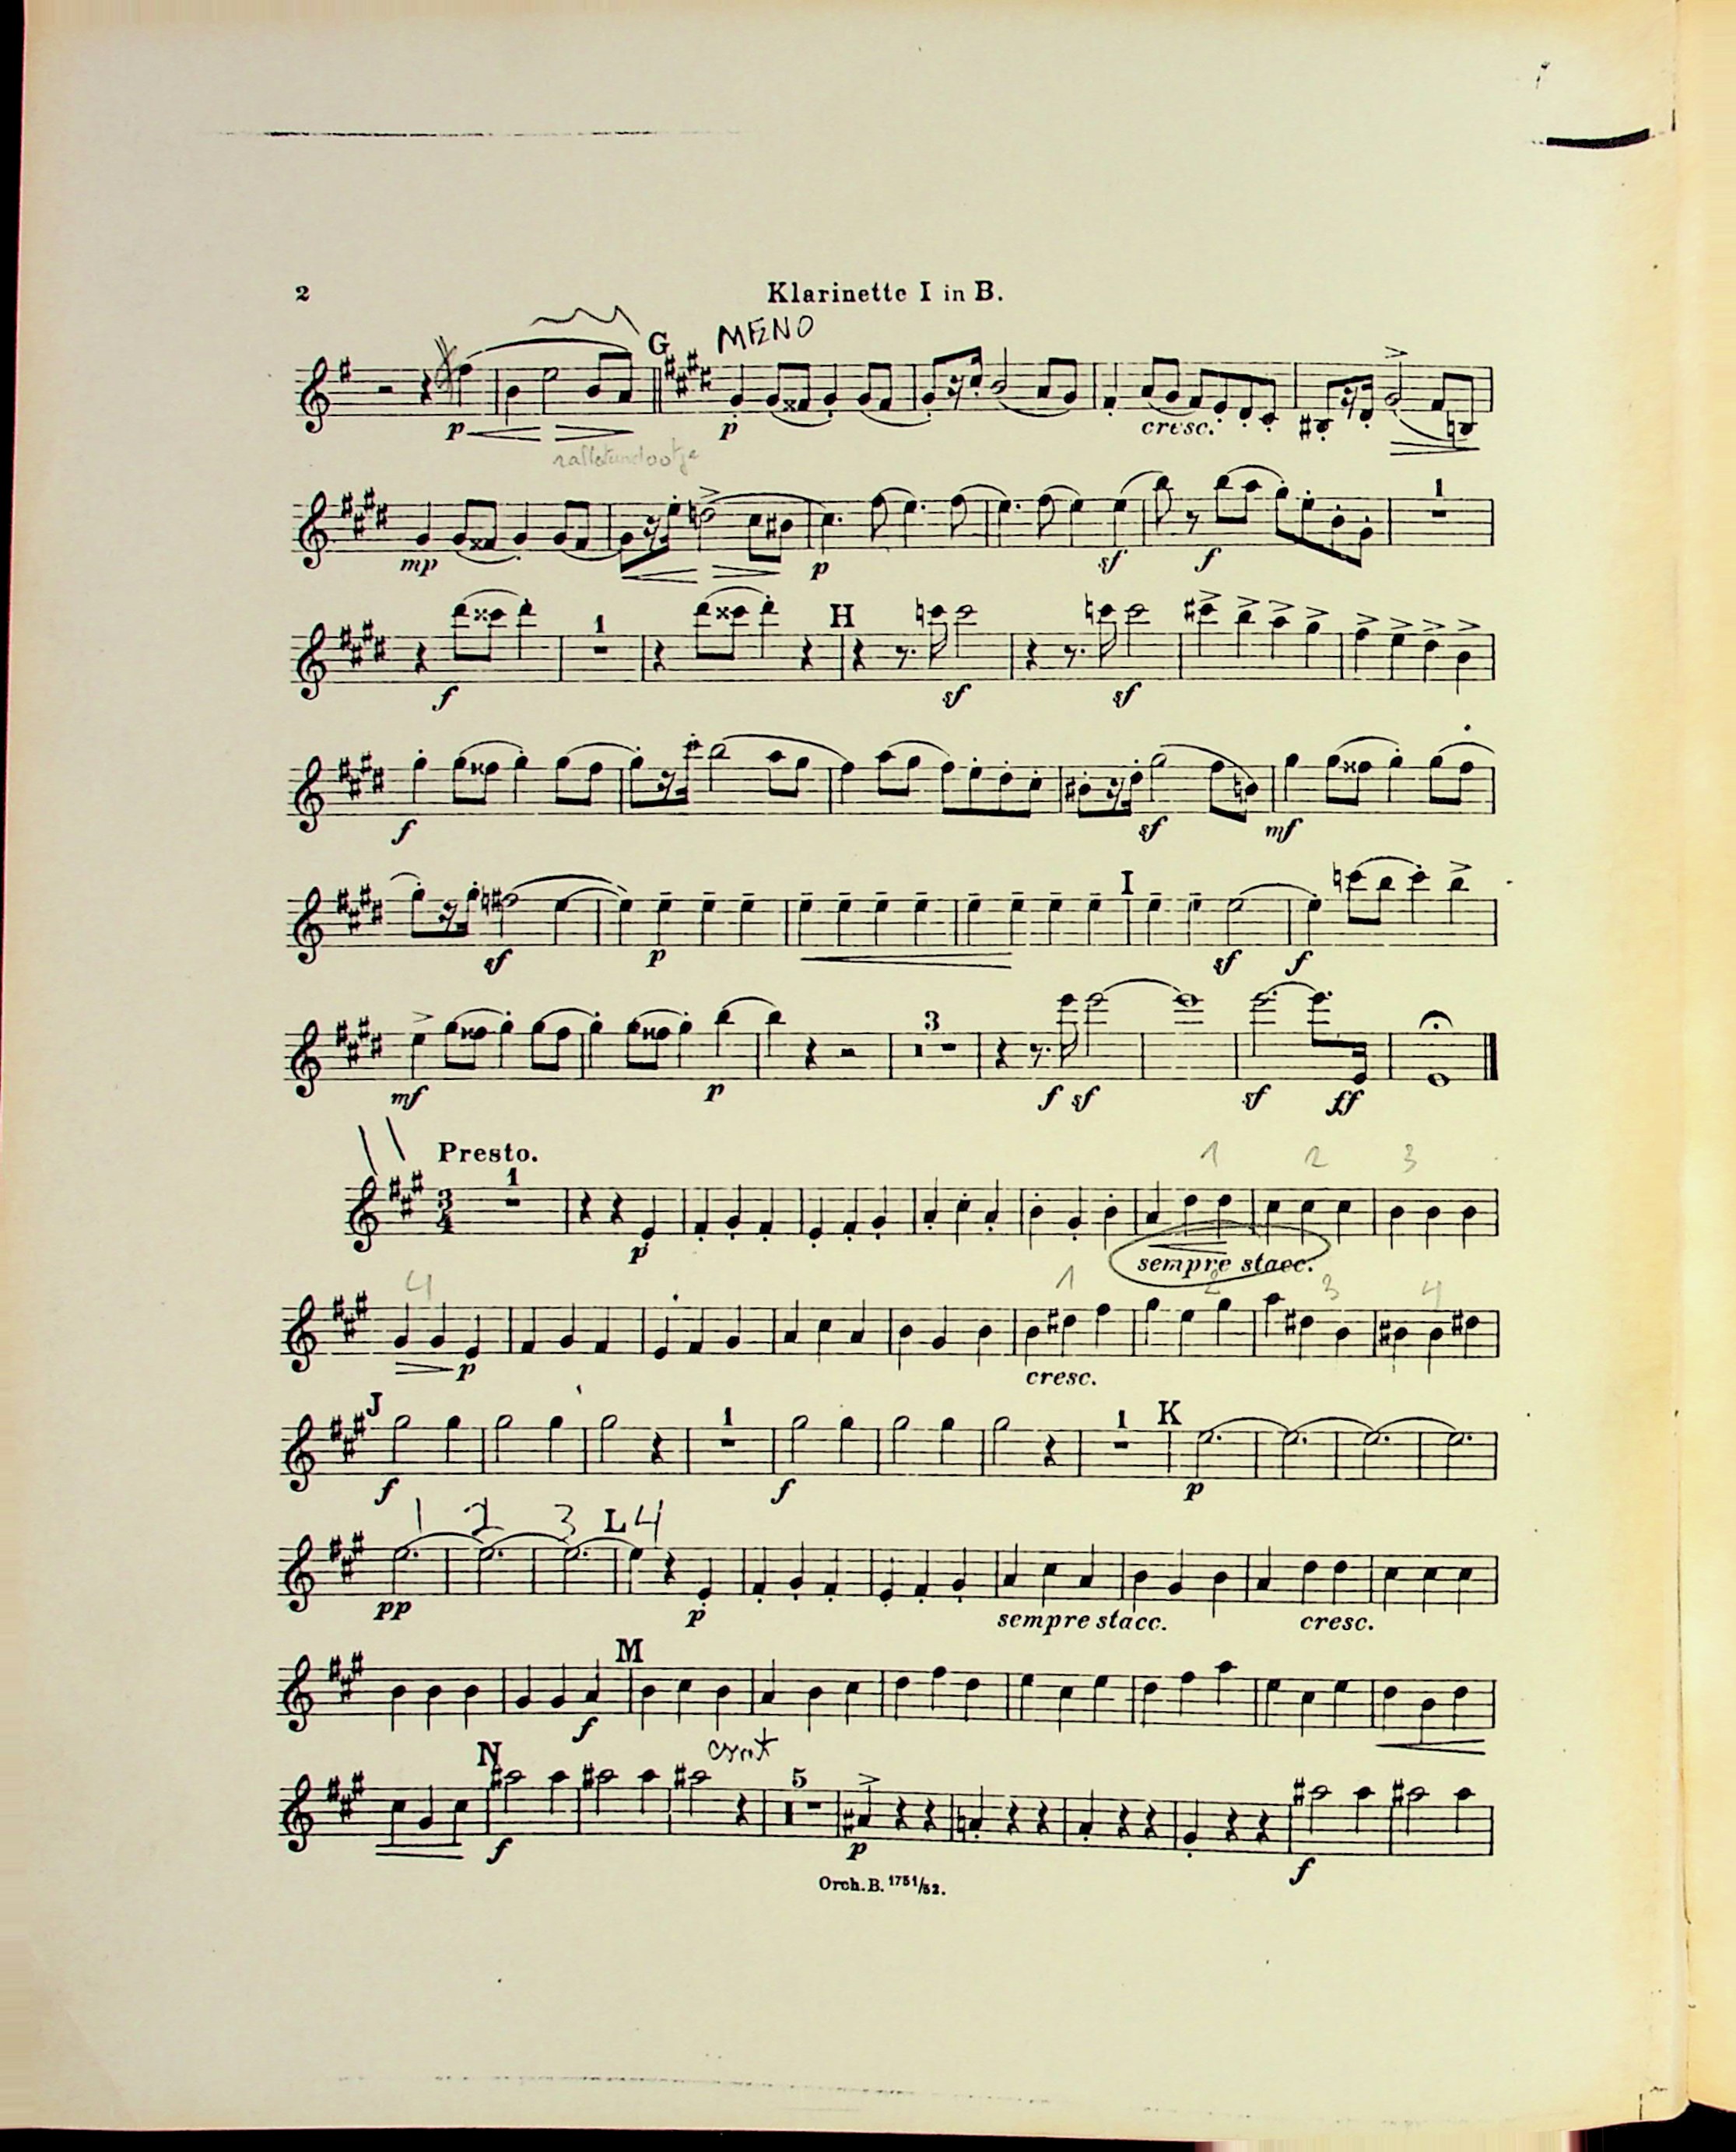 2
Klarinette I in B.
G MENO
p p cresc.
mp p sf f 1
1 H
f sf sf
f sf mf
I
sf p sf f
3
mf p f sf sf ff
Presto.
1 1 2 3
3
4
p sempre stacc.
4 1 2 3 4
p cresc.
J 1 1 K
f f p
1 2 3 L 4
pp p sempre stacc. cresc.
M
f
N
5
f p f
Orch. B. 1751/52.